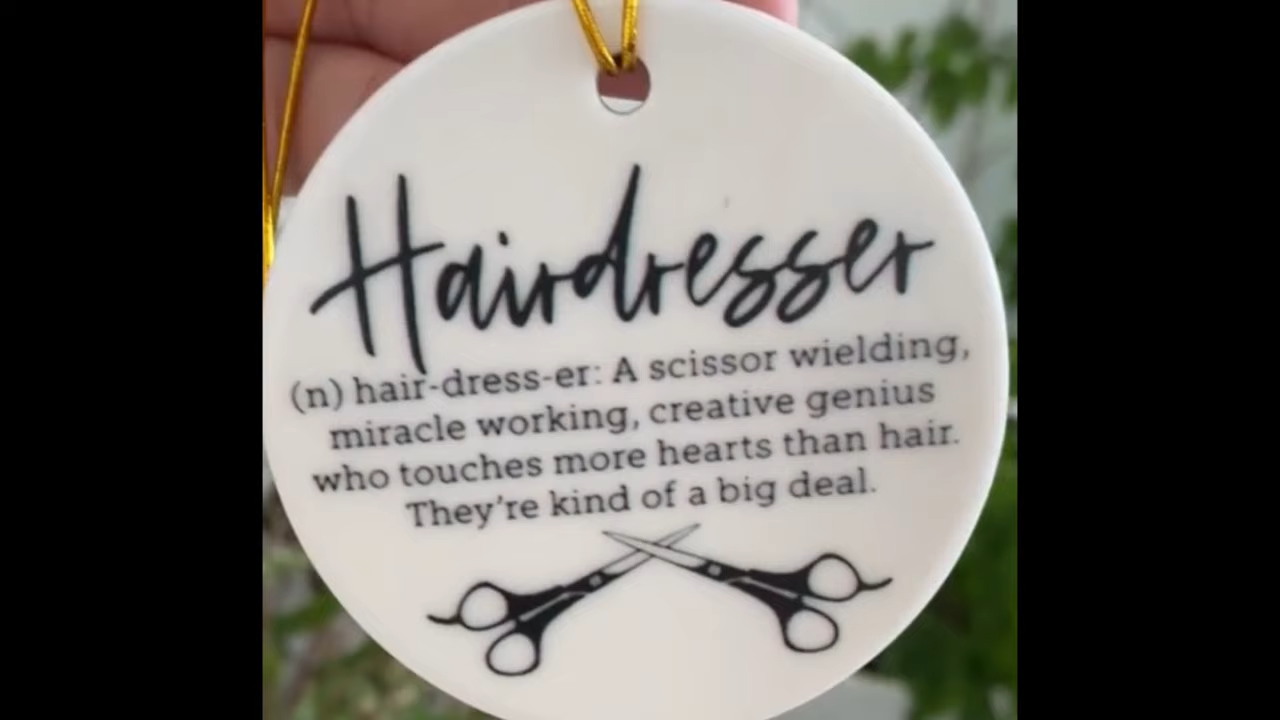 Hairdresser
(n) hair-dress-er: A scissor wielding,
miracle working, creative genius
who touches more hearts than hair.
They're kind of a big deal.